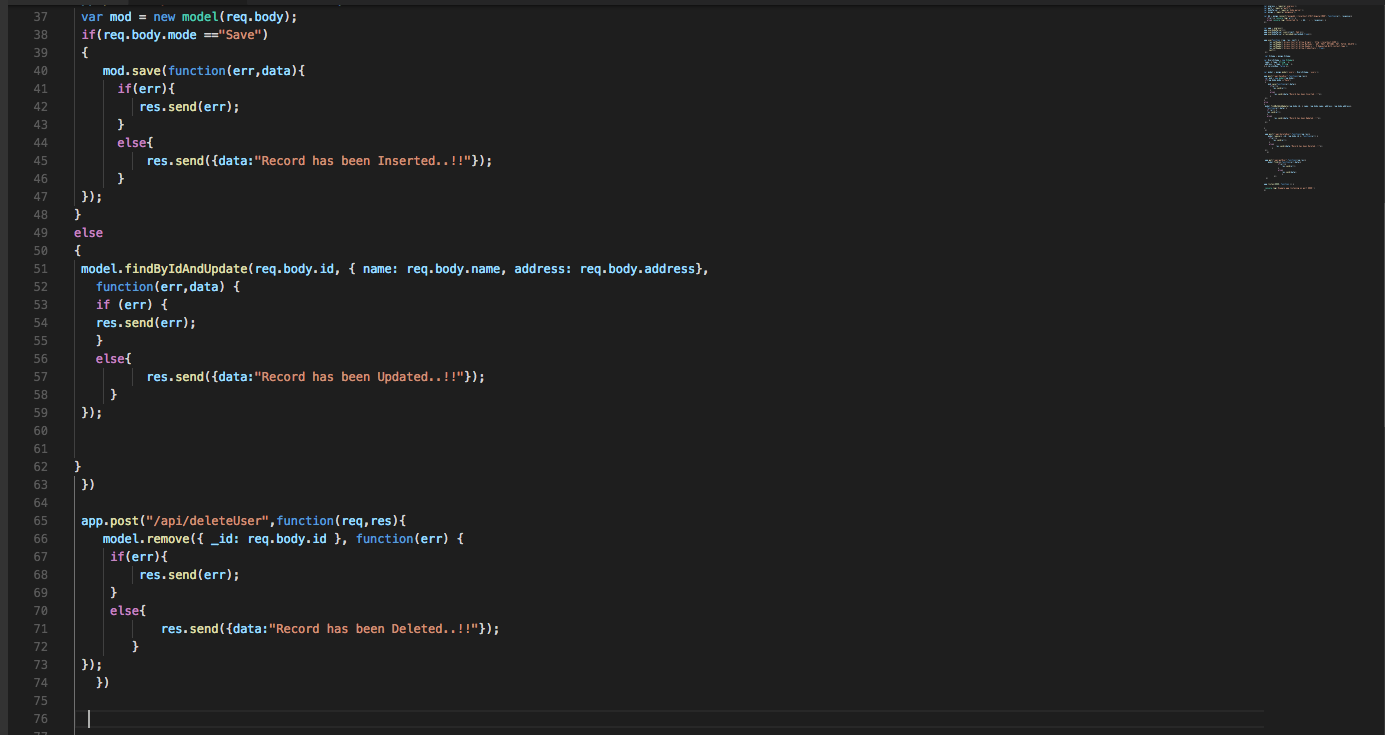 37 var mod = new model(req.body);
38 if(req.body.mode =="Save")
39 {
40 mod.save(function(err,data){
41 if(err){
42 res.send(err);
43 }
44 else{
45 res.send({data:"Record has been Inserted..!!"});
46 }
47 });
48 }
49 else
50 {
51 model.findByIdAndUpdate(req.body.id, { name: req.body.name, address: req.body.address},
52 function(err,data) {
53 if (err) {
54 res.send(err);
55 }
56 else{
57 res.send({data:"Record has been Updated..!!"});
58 }
59 });
60
61
62 }
63 })
64
65 app.post("/api/deleteUser",function(req,res){
66 model.remove({ _id: req.body.id }, function(err) {
67 if(err){
68 res.send(err);
69 }
70 else{
71 res.send({data:"Record has been Deleted..!!"});
72 }
73 });
74 })
75
76